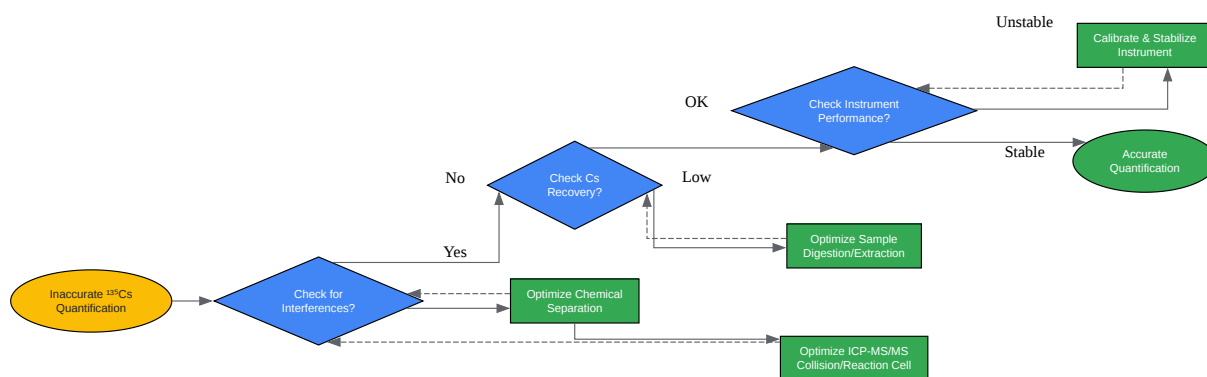 Unstable
Calibrate & Stabilize
Instrument
OK
Check Instrument
Performance?
Stable
Accurate
Quantification
No
Check Cs
Recovery?
Low
Yes
Optimize Sample
Digestion/Extraction
Inaccurate ¹³⁵Cs
Quantification
Check for
Interferences?
Optimize Chemical
Separation
Optimize ICP-MS/MS
Collision/Reaction Cell